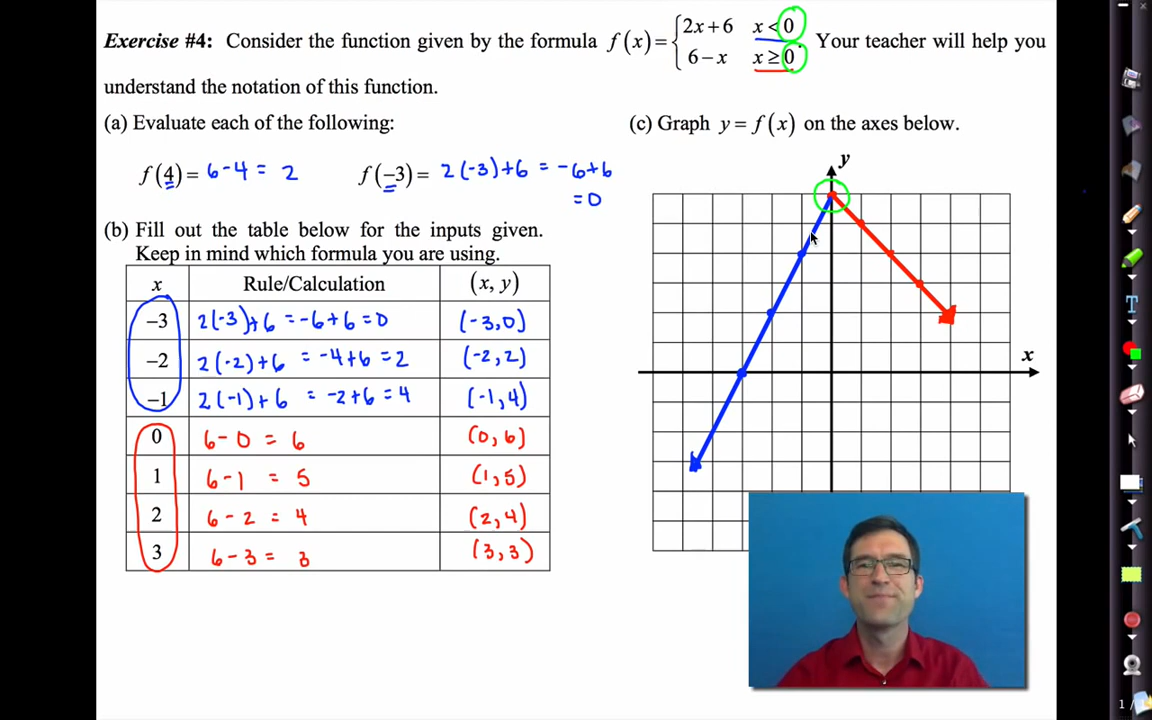 Exercise #4: Consider the function given by the formula f(x) = { 2x+6 x<0
6−x x≥0 . Your teacher will help you
understand the notation of this function.
(a) Evaluate each of the following:
f(4) = 6-4 = 2
f(−3) = 2(-3)+6 = -6+6
= 0
(b) Fill out the table below for the inputs given.
Keep in mind which formula you are using.
x Rule/Calculation (x, y)
−3 2(-3)+6 = -6+6 = 0 (-3,0)
−2 2(-2)+6 = -4+6 = 2 (-2,2)
−1 2(-1)+6 = -2+6 = 4 (-1,4)
0 6-0 = 6 (0,6)
1 6-1 = 5 (1,5)
2 6-2 = 4 (2,4)
3 6-3 = 3 (3,3)
(c) Graph y = f(x) on the axes below.
y
x
T
1 /